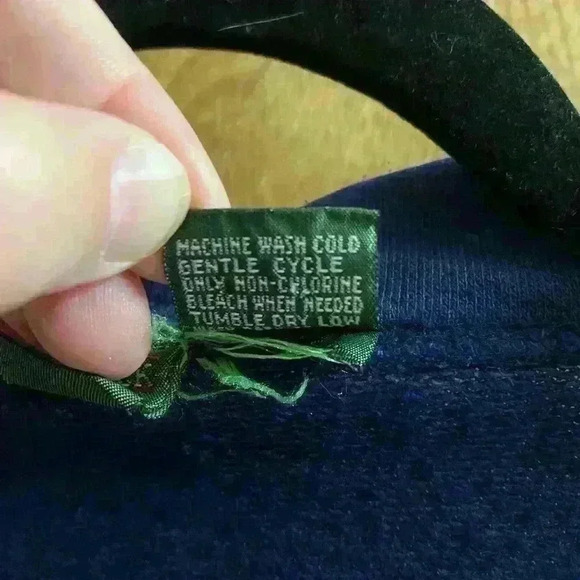 MACHINE WASH COLD
GENTLE CYCLE
ONLY NON-CHLORINE
BLEACH WHEN NEEDED
TUMBLE DRY LOW